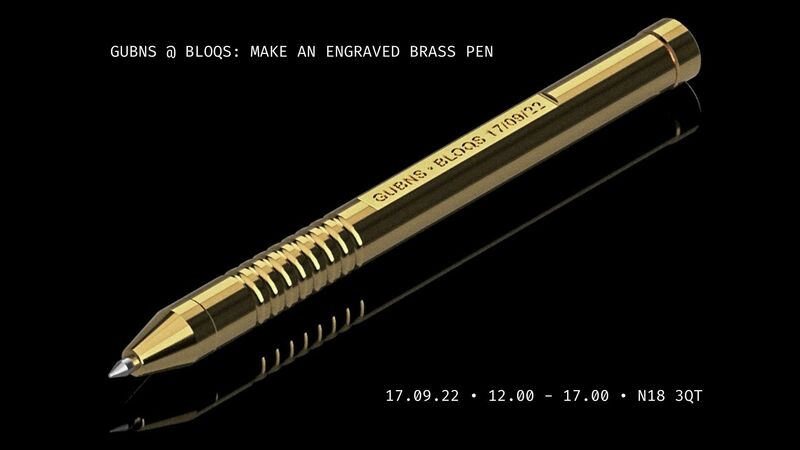 GUBNS @ BLOQS: MAKE AN ENGRAVED BRASS PEN
GUBNS • BLOQS 17/09/22
17.09.22 • 12.00 – 17.00 • N18 3QT